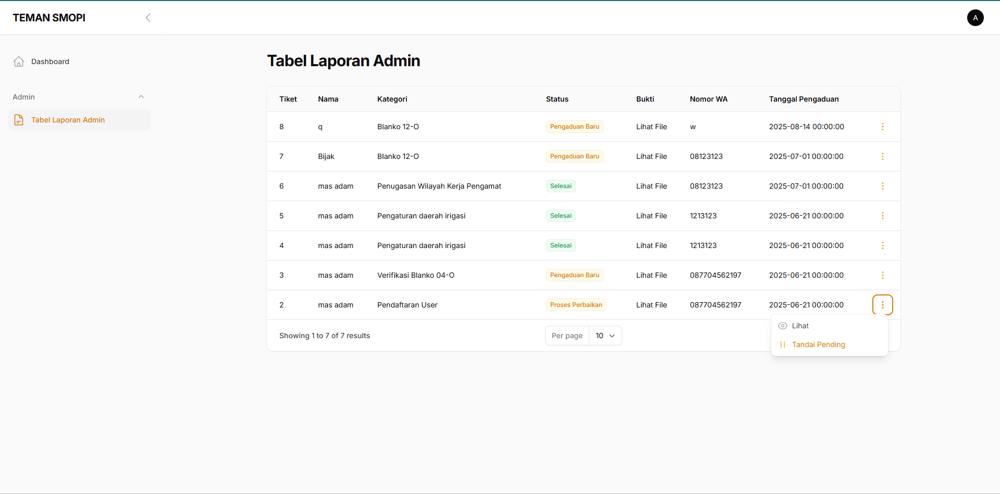 TEMAN SMOPI
A
Dashboard
Admin
Tabel Laporan Admin
Tabel Laporan Admin
Tiket Nama Kategori Status Bukti Nomor WA Tanggal Pengaduan
8 q Blanko 12-O Pengaduan Baru Lihat File w 2025-08-14 00:00:00
7 Bijak Blanko 12-O Pengaduan Baru Lihat File 08123123 2025-07-01 00:00:00
6 mas adam Penugasan Wilayah Kerja Pengamat Selesai Lihat File 08123123 2025-07-01 00:00:00
5 mas adam Pengaturan daerah irigasi Selesai Lihat File 1213123 2025-06-21 00:00:00
4 mas adam Pengaturan daerah irigasi Selesai Lihat File 1213123 2025-06-21 00:00:00
3 mas adam Verifikasi Blanko 04-O Pengaduan Baru Lihat File 087704562197 2025-06-21 00:00:00
2 mas adam Pendaftaran User Proses Perbaikan Lihat File 087704562197 2025-06-21 00:00:00
Showing 1 to 7 of 7 results Per page 10
Lihat
Tandai Pending